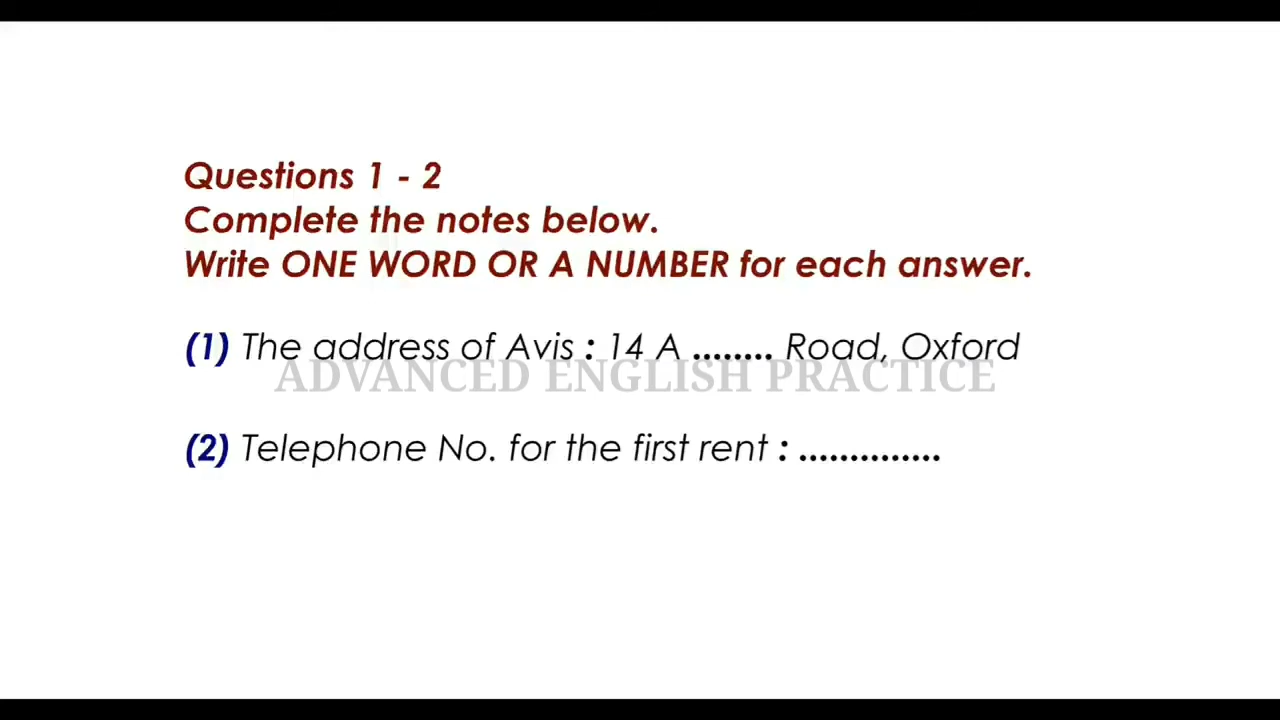 Questions 1 - 2
Complete the notes below.
Write ONE WORD OR A NUMBER for each answer.
(1) The address of Avis : 14 A ........ Road, Oxford
ADVANCED ENGLISH PRACTICE
(2) Telephone No. for the first rent : ..............